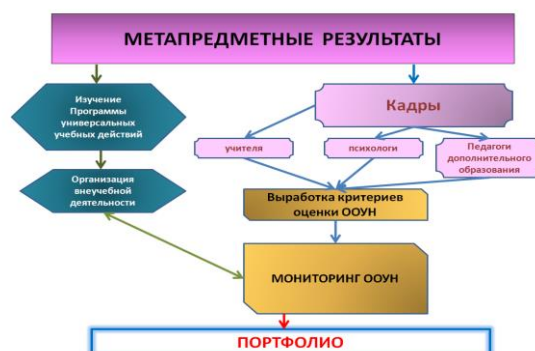 МЕТАПРЕДМЕТНЫЕ РЕЗУЛЬТАТЫ
Изучение
Программы
универсальных
учебных действий
Кадры
учителя
психологи
Педагоги
дополнительного
образования
Организация
внеучебной
деятельности
Выработка критериев
оценки ООУН
МОНИТОРИНГ ООУН
ПОРТФОЛИО